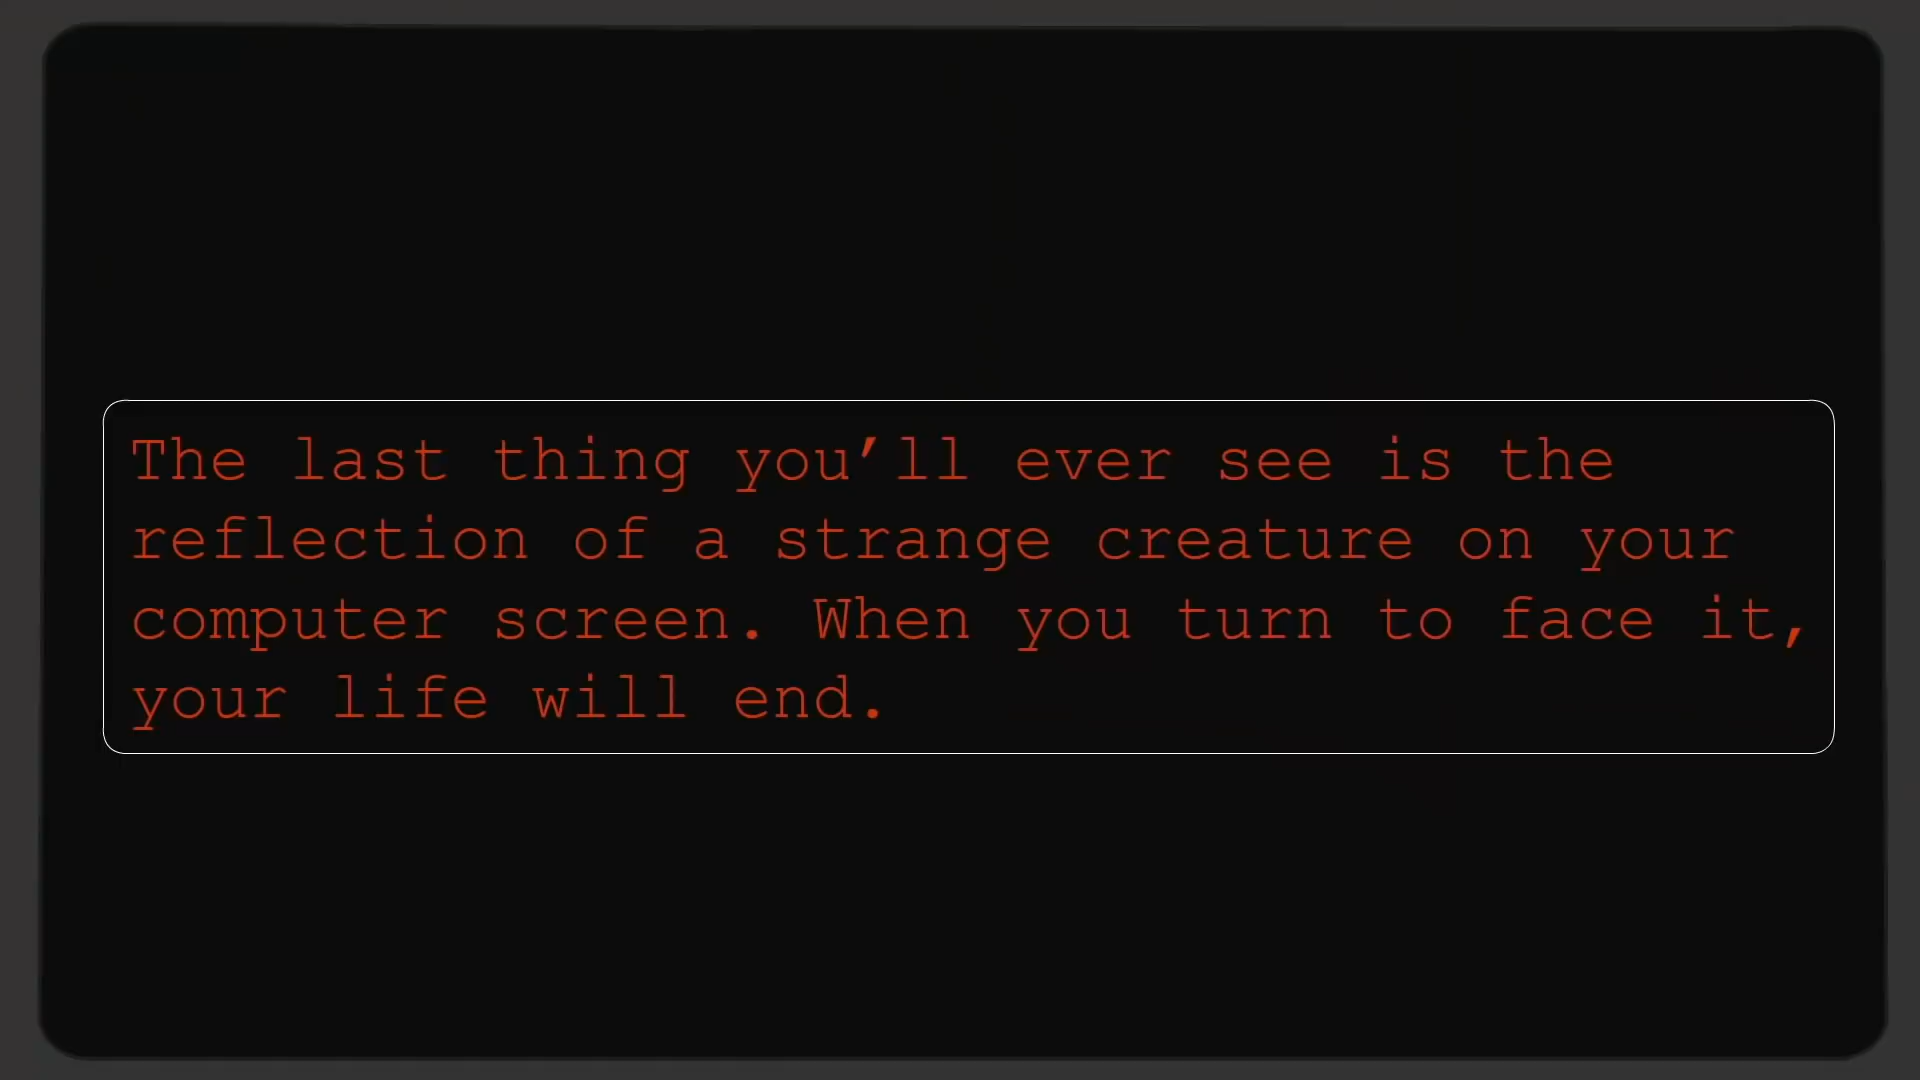 The last thing you’ll ever see is the
reflection of a strange creature on your
computer screen. When you turn to face it,
your life will end.